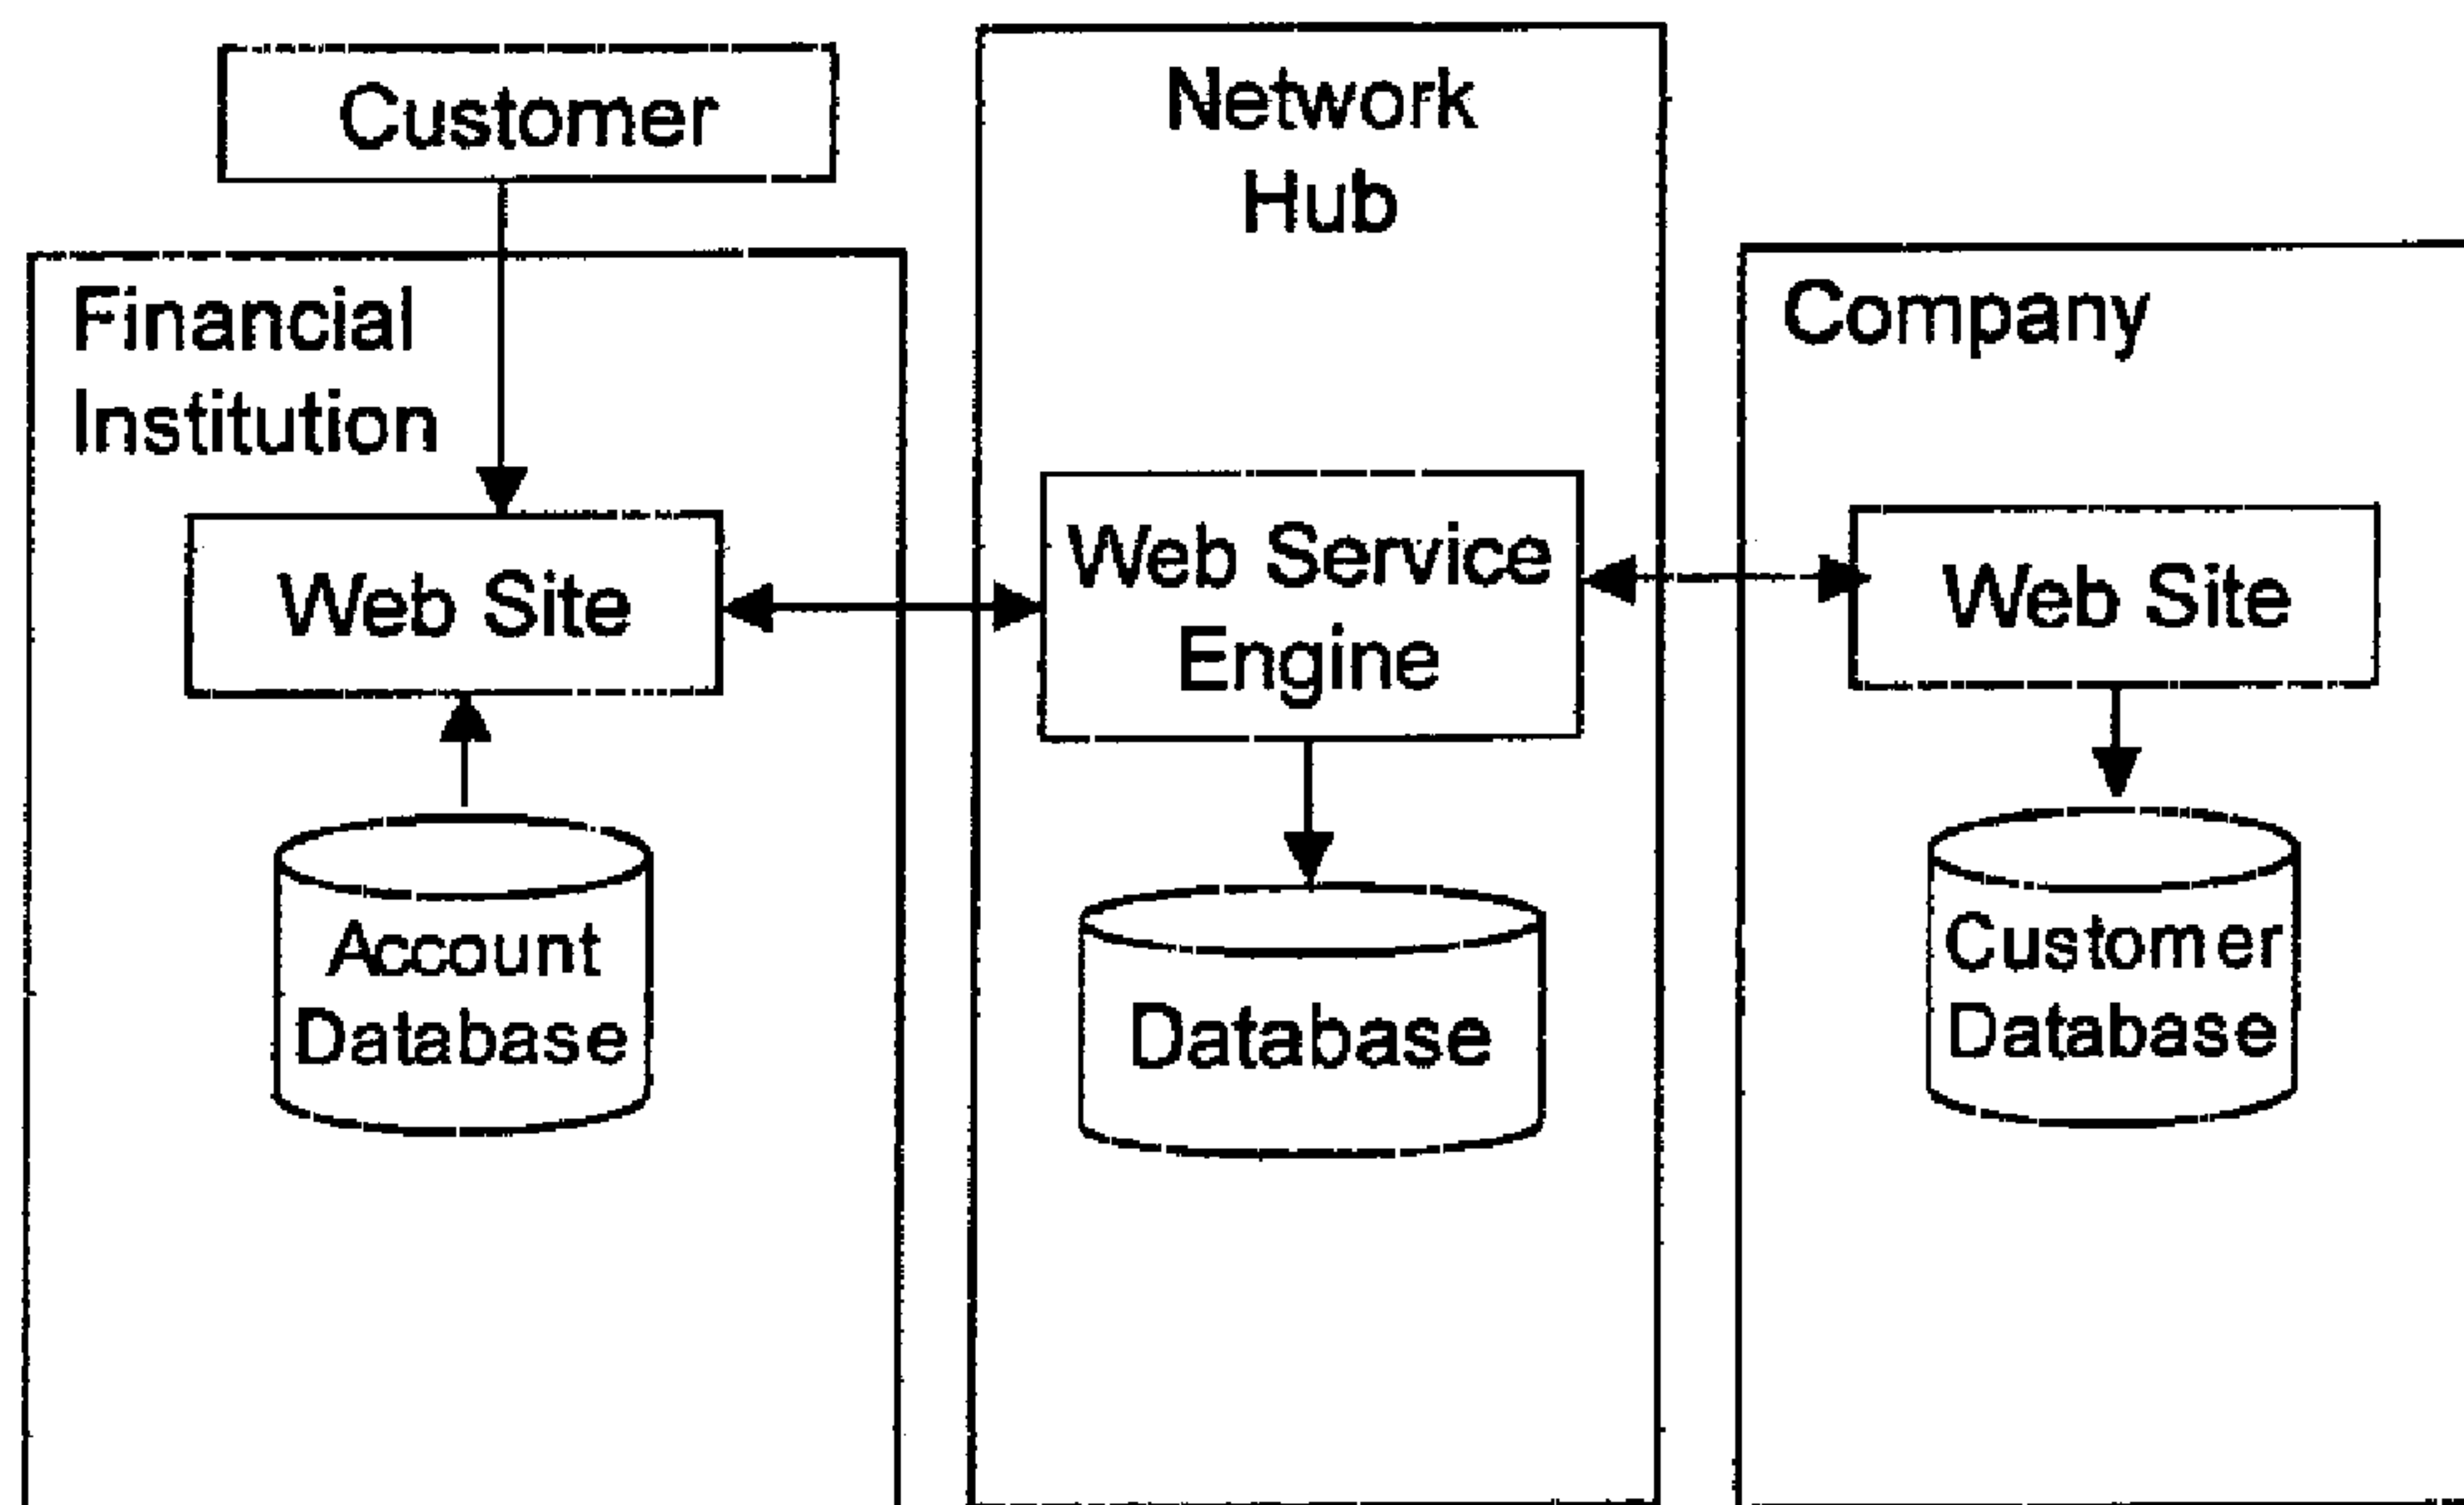 Customer
Network
Hub
Financial
Institution
Company
Web Site
Web Service
Engine
Web Site
Account
Database
Database
Customer
Database